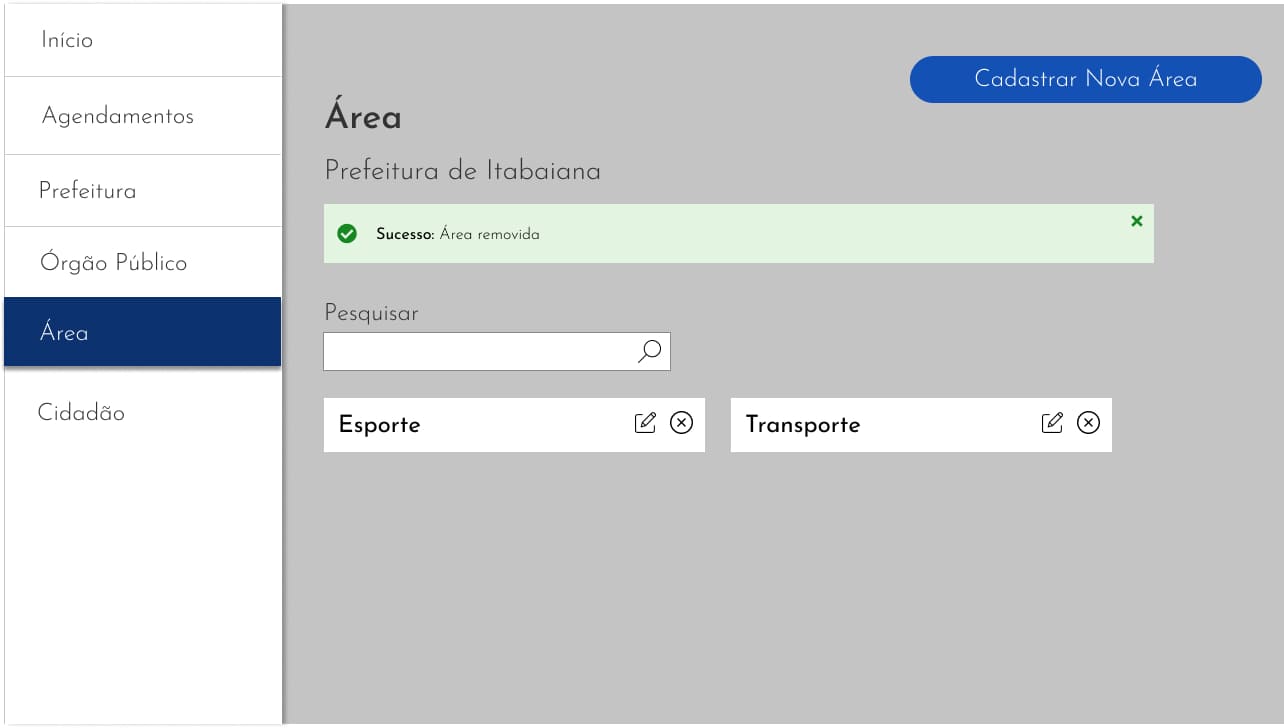 Início
Agendamentos
Prefeitura
Órgão Público
Área
Cidadão
Cadastrar Nova Área
Área
Prefeitura de Itabaiana
Sucesso: Área removida
Pesquisar
Esporte
Transporte